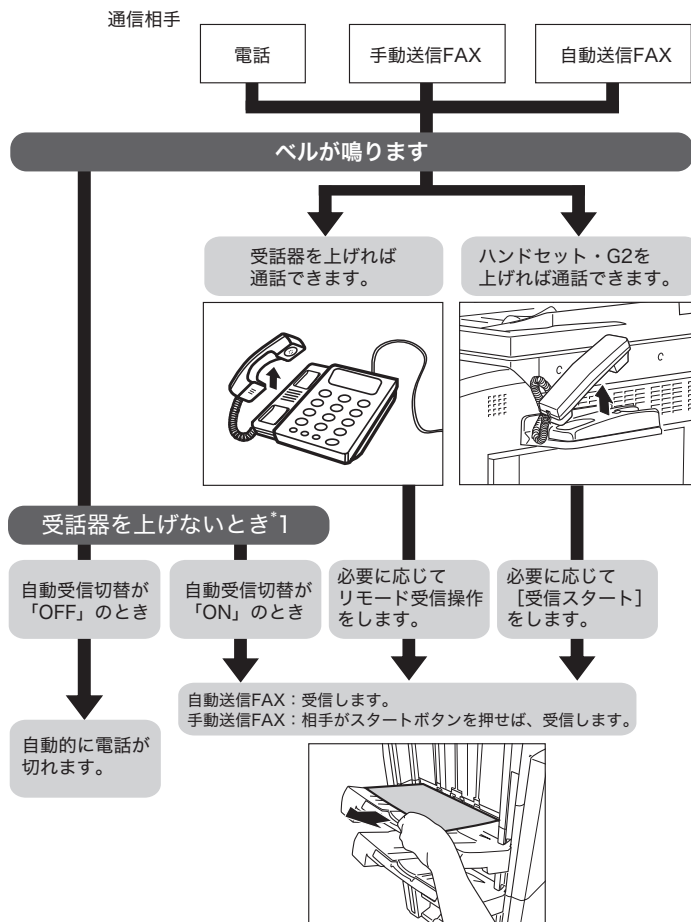 通信相手
電話
手動送信FAX
自動送信FAX
ベルが鳴ります
受話器を上げれば
通話できます。
ハンドセット・G2を
上げれば通話できます。
受話器を上げないとき*1
自動受信切替が
「OFF」のとき
自動受信切替が
「ON」のとき
必要に応じて
リモード受信操作
をします。
必要に応じて
［受信スタート］
をします。
自動送信FAX：受信します。
手動送信FAX：相手がスタートボタンを押せば、受信します。
自動的に電話が
切れます。